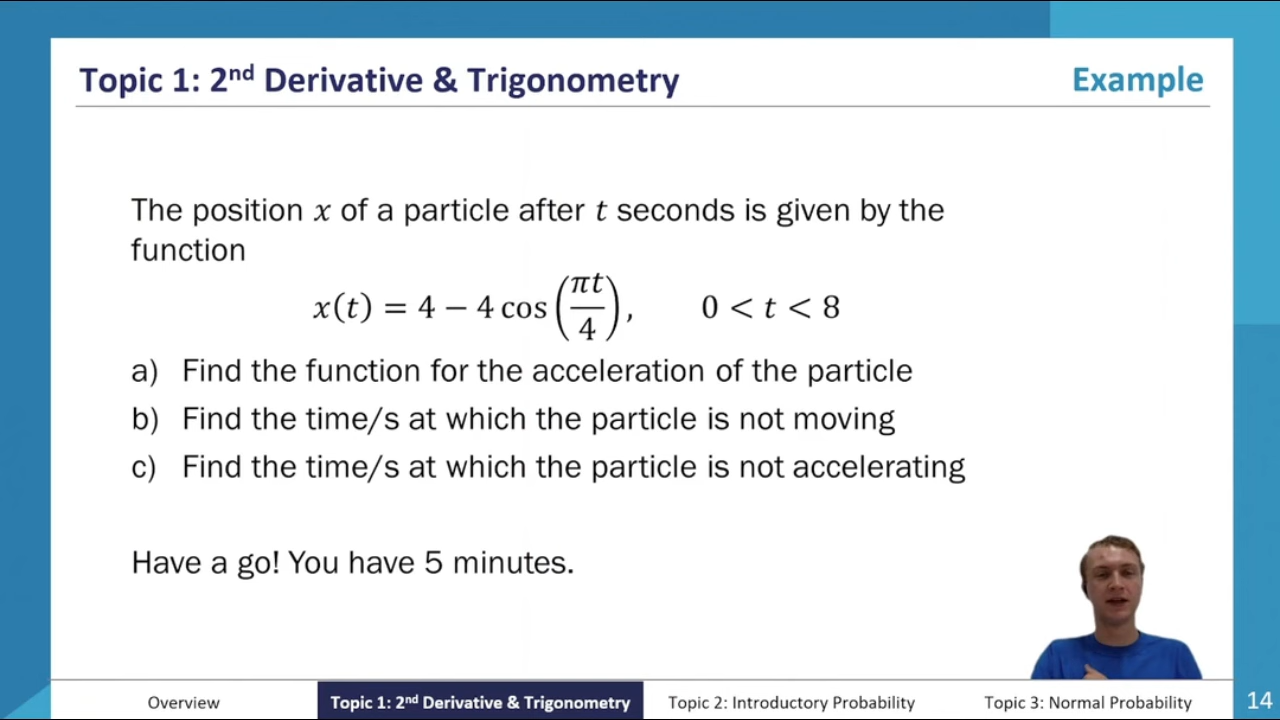 Topic 1: 2nd Derivative & Trigonometry
Example
The position x of a particle after t seconds is given by the
function
x(t) = 4 − 4 cos(πt/4), 0 < t < 8
a) Find the function for the acceleration of the particle
b) Find the time/s at which the particle is not moving
c) Find the time/s at which the particle is not accelerating
Have a go! You have 5 minutes.
Overview
Topic 1: 2nd Derivative & Trigonometry
Topic 2: Introductory Probability
Topic 3: Normal Probability
14